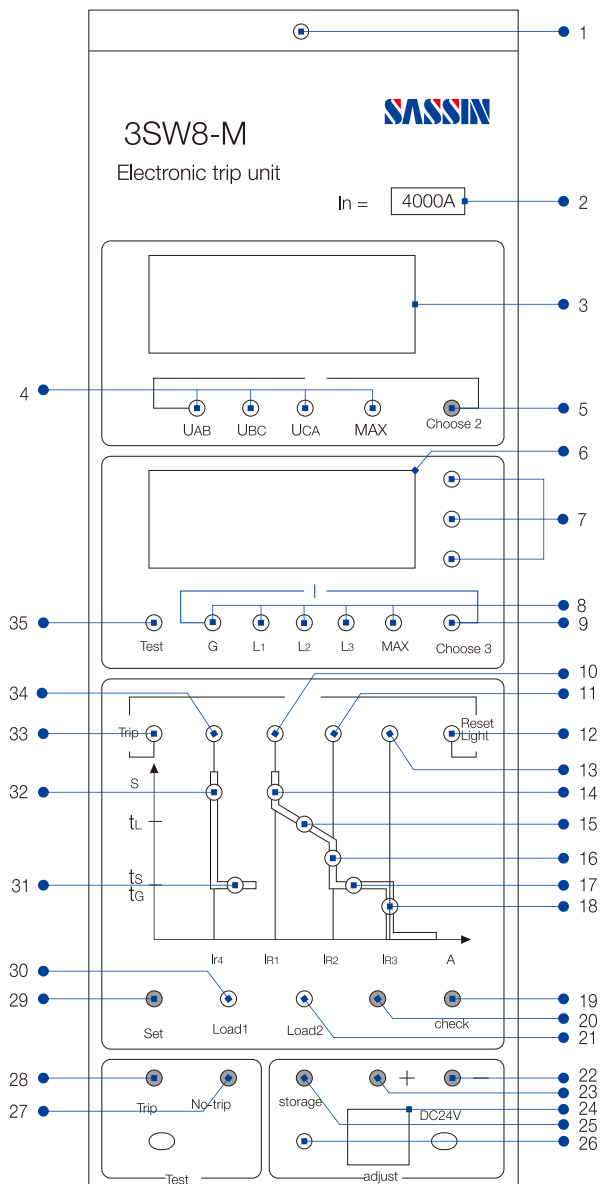 1
SASSIN
3SW8-M
Electronic trip unit
In = 4000A 2
3
4
UAB UBC UCA MAX Choose 2 5
6
7
I
8
35 9
Test G L1 L2 L3 MAX Choose 3
34 10
11
33 Trip Reset Light 12
13
32 S 14
tL 15
16
31 tS 17
tG 18
Ir4 IR1 IR2 IR3 A
30
29 19
20
Set Load1 Load2 check 21
28 + − 22
23
27 Trip No-trip storage DC24V 24
25
26
Test adjust